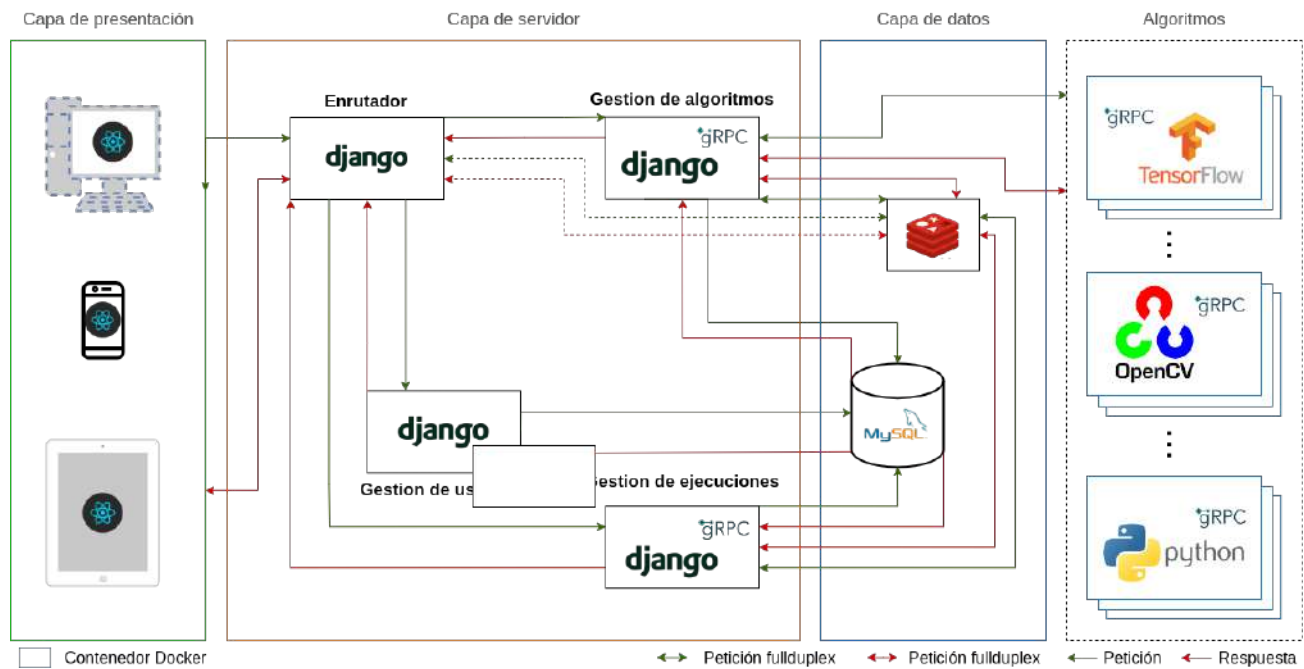 Capa de presentación
Capa de servidor
Capa de datos
Algoritmos
Enrutador
django
Gestion de algoritmos
gRPC
django
gRPC
TensorFlow
gRPC
OpenCV
django
Gestion de us
MySQL
estion de ejecuciones
gRPC
django
gRPC
python
Contenedor Docker
Petición fullduplex
Petición fullduplex
Petición
Respuesta